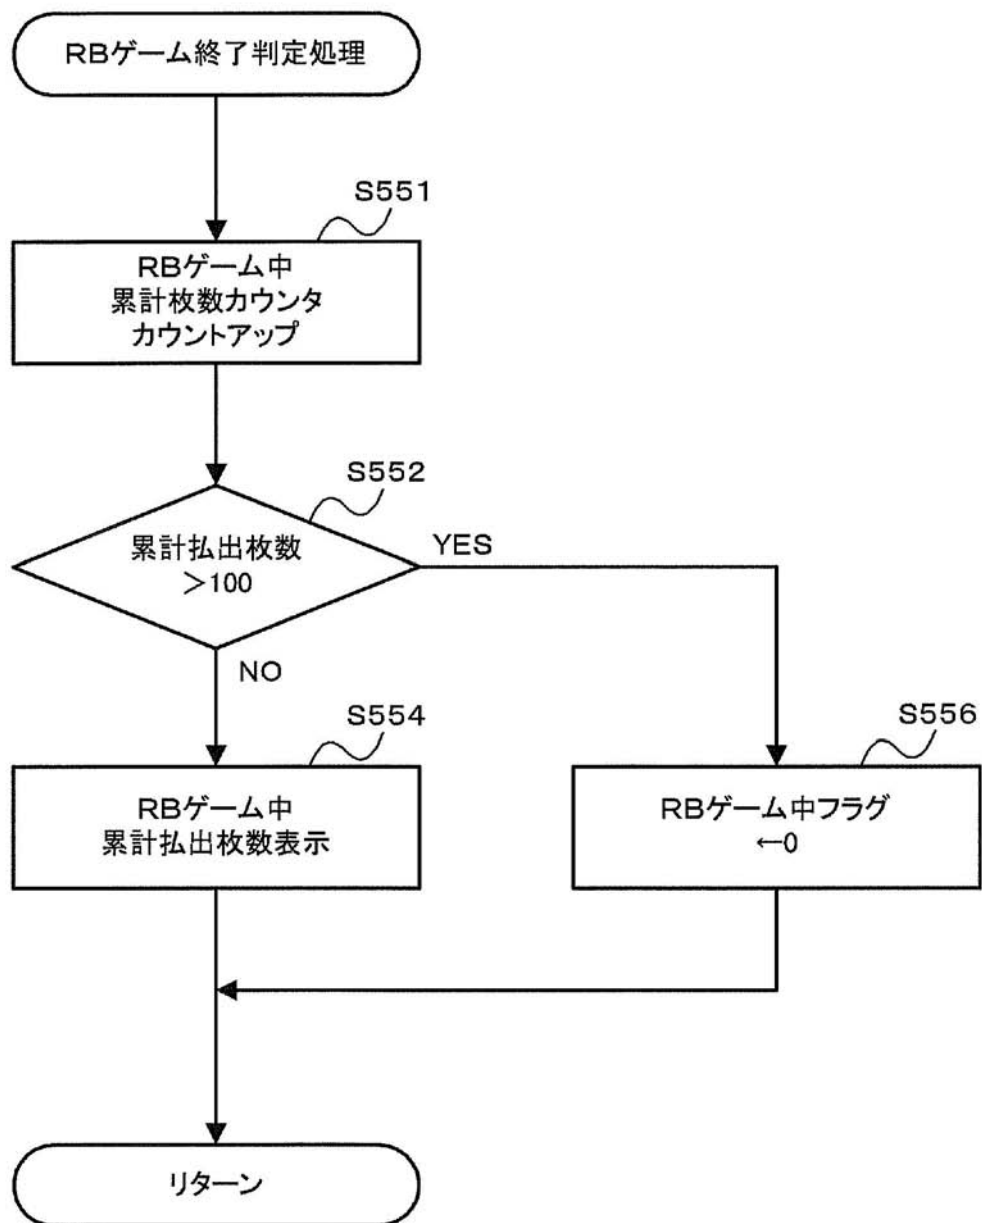 RBゲーム終了判定処理
S551
RBゲーム中
累計枚数カウンタ
カウントアップ
S552
累計払出枚数
>100
YES
NO
S554
RBゲーム中
累計払出枚数表示
S556
RBゲーム中フラグ
←0
リターン